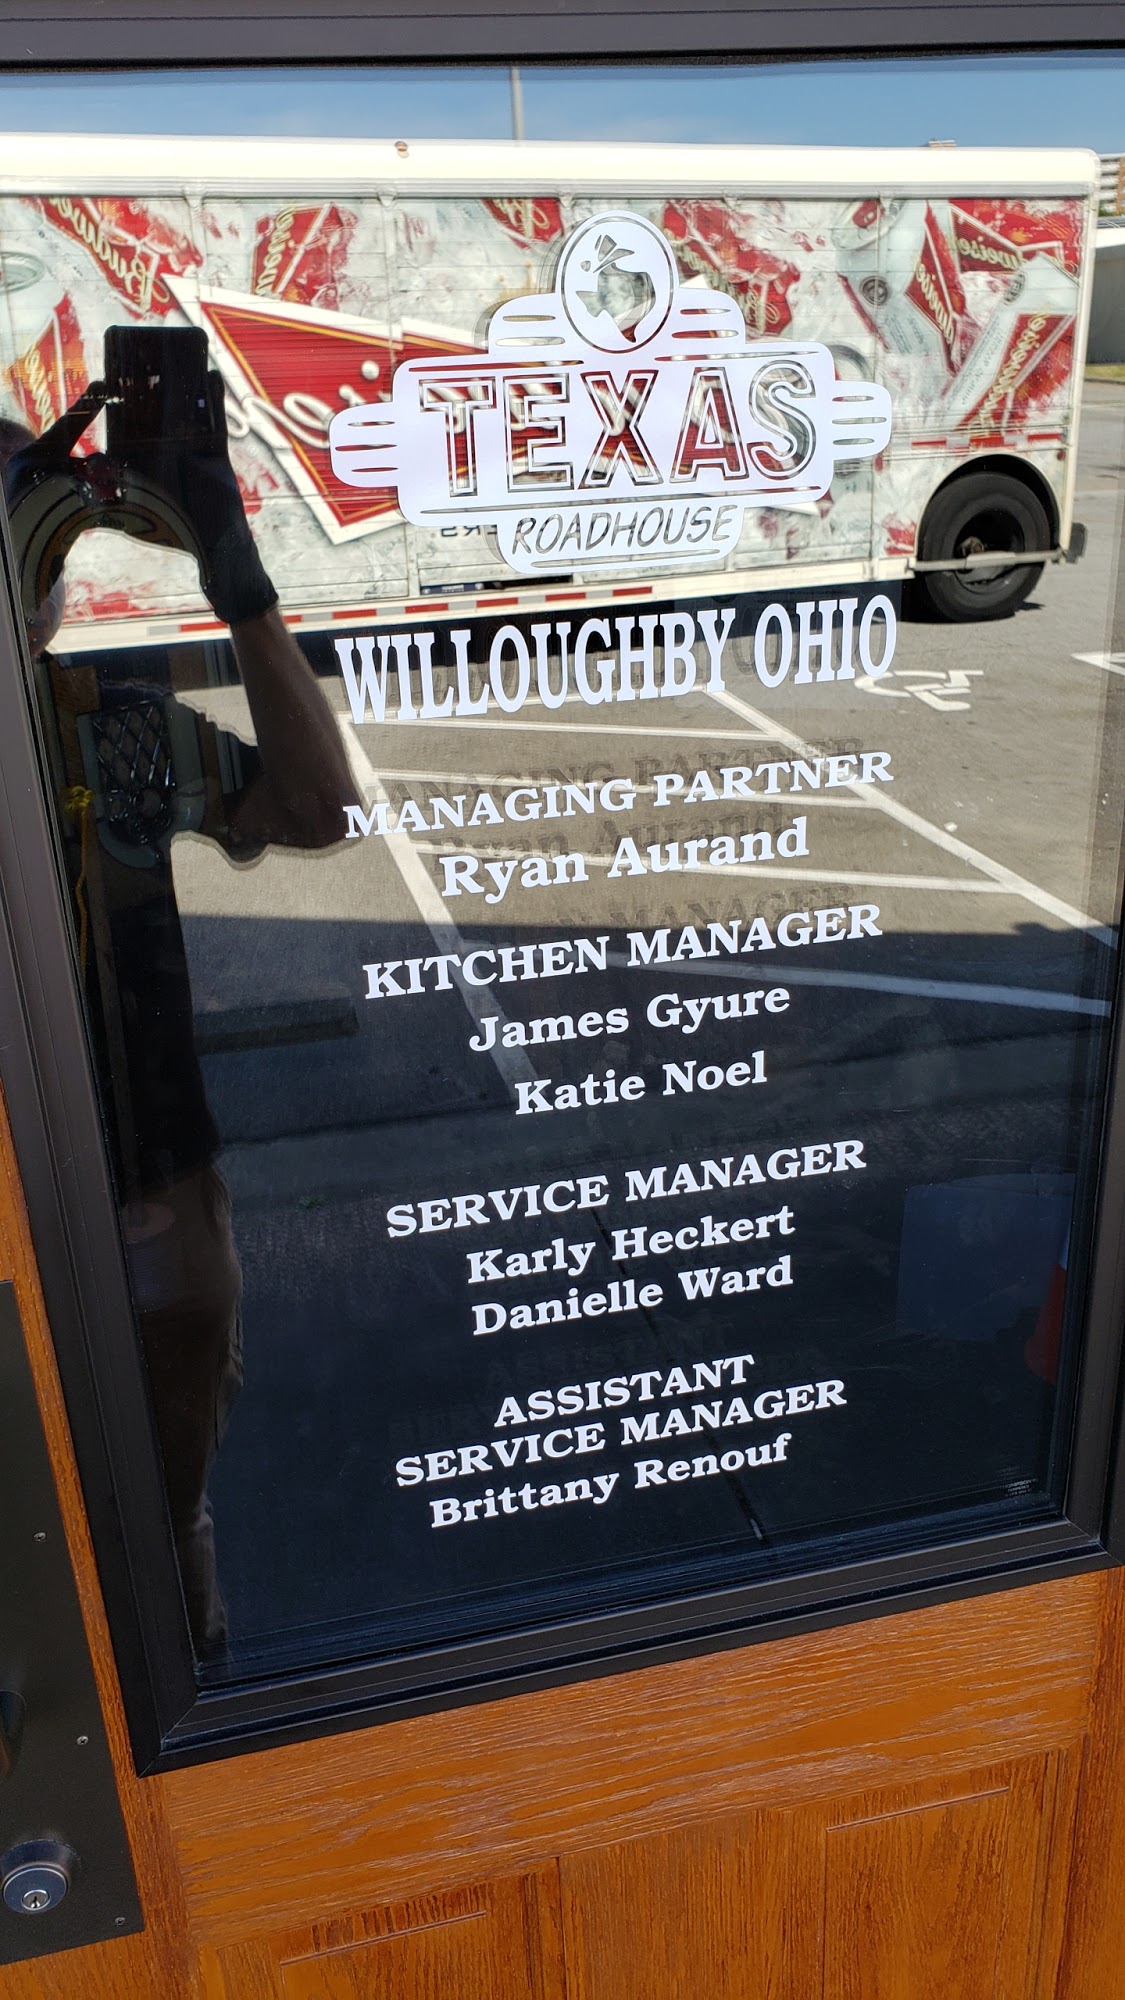 TEXAS
ROADHOUSE
WILLOUGHBY OHIO
MANAGING PARTNER
Ryan Aurand
KITCHEN MANAGER
James Gyure
Katie Noel
SERVICE MANAGER
Karly Heckert
Danielle Ward
ASSISTANT
SERVICE MANAGER
Brittany Renouf